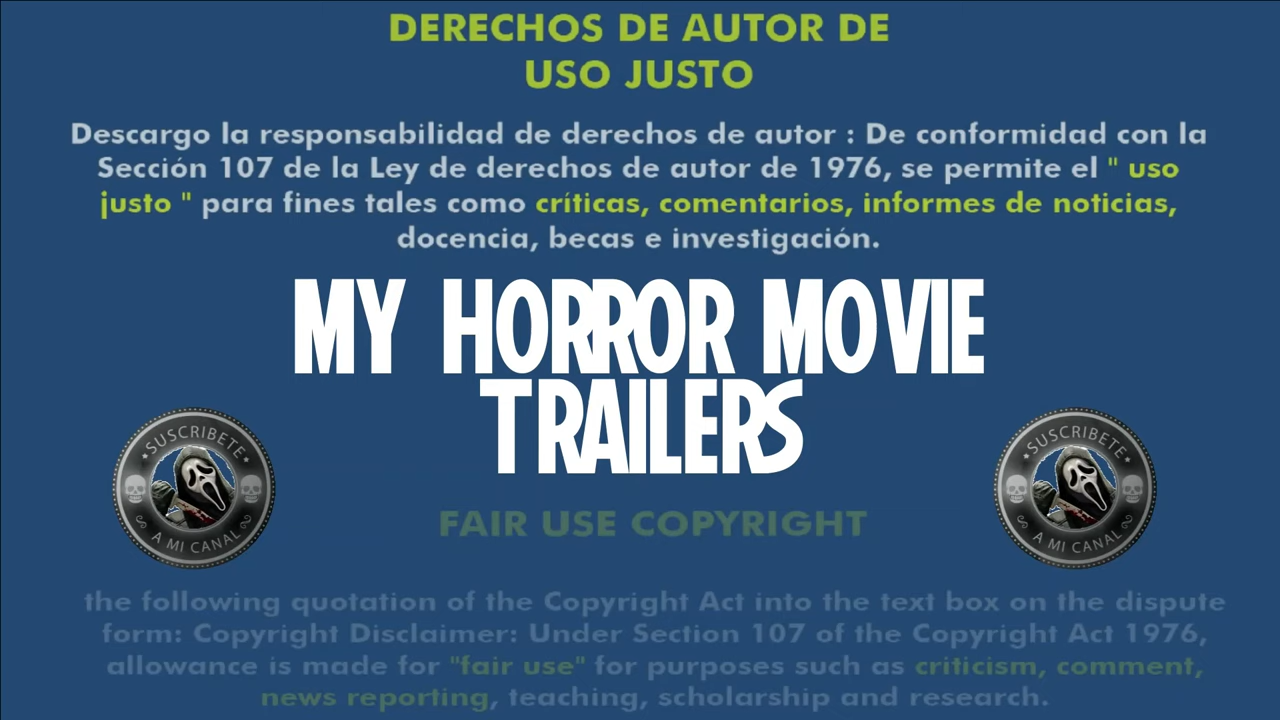 DERECHOS DE AUTOR DE
USO JUSTO
Descargo la responsabilidad de derechos de autor : De conformidad con la
Sección 107 de la Ley de derechos de autor de 1976, se permite el " uso
justo " para fines tales como críticas, comentarios, informes de noticias,
docencia, becas e investigación.
MY HORROR MOVIE
TRAILERS
SUSCRIBETE
A MI CANAL
SUSCRIBETE
A MI CANAL
FAIR USE COPYRIGHT
the following quotation of the Copyright Act into the text box on the dispute
form: Copyright Disclaimer: Under Section 107 of the Copyright Act 1976,
allowance is made for "fair use" for purposes such as criticism, comment,
news reporting, teaching, scholarship and research.